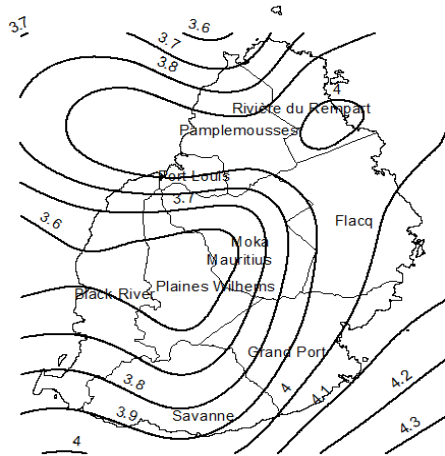 3.7
3.6
3.7
3.8
4
Rivière du Rempart
Pamplemousses
Port Louis
3.7
3.6
Flacq
Moka
Mauritius
Plaines Wilhems
Black River
Grand Port
3.8
4
4.1
4.2
3.9
Savanne
4.3
4